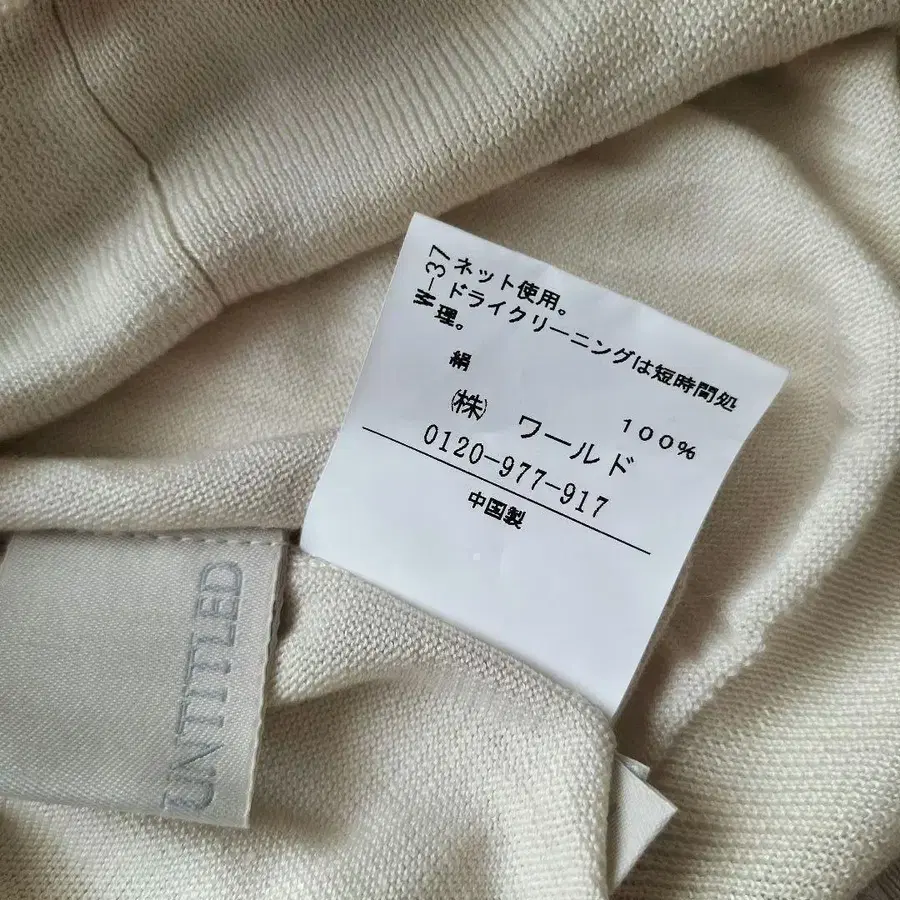 W-37
ネット使用。
ドライクリーニングは短時間処
理。
絹 100%
㈱ ワールド
0120-977-917
中国製
UNTITLED